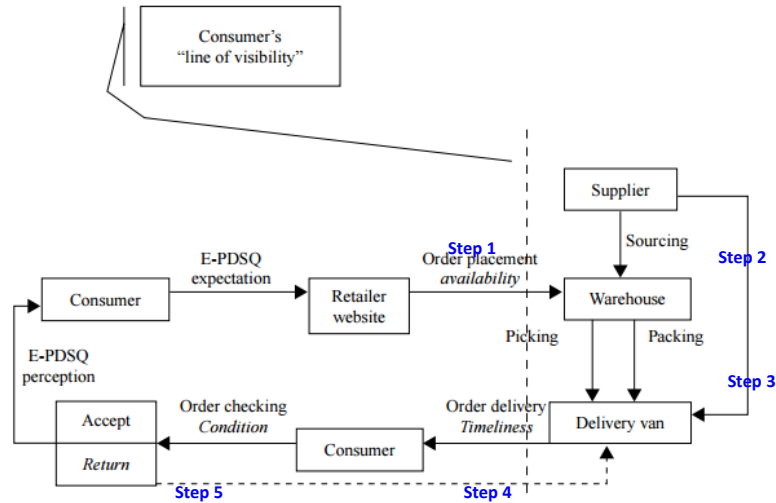 Consumer's
“line of visibility”
Supplier
Step 1
Sourcing
Step 2
E-PDSQ
expectation
Order placement
availability
Consumer
Retailer
website
Warehouse
Picking
Packing
E-PDSQ
perception
Step 3
Accept
Return
Order checking
Condition
Consumer
Order delivery
Timeliness
Delivery van
Step 5
Step 4